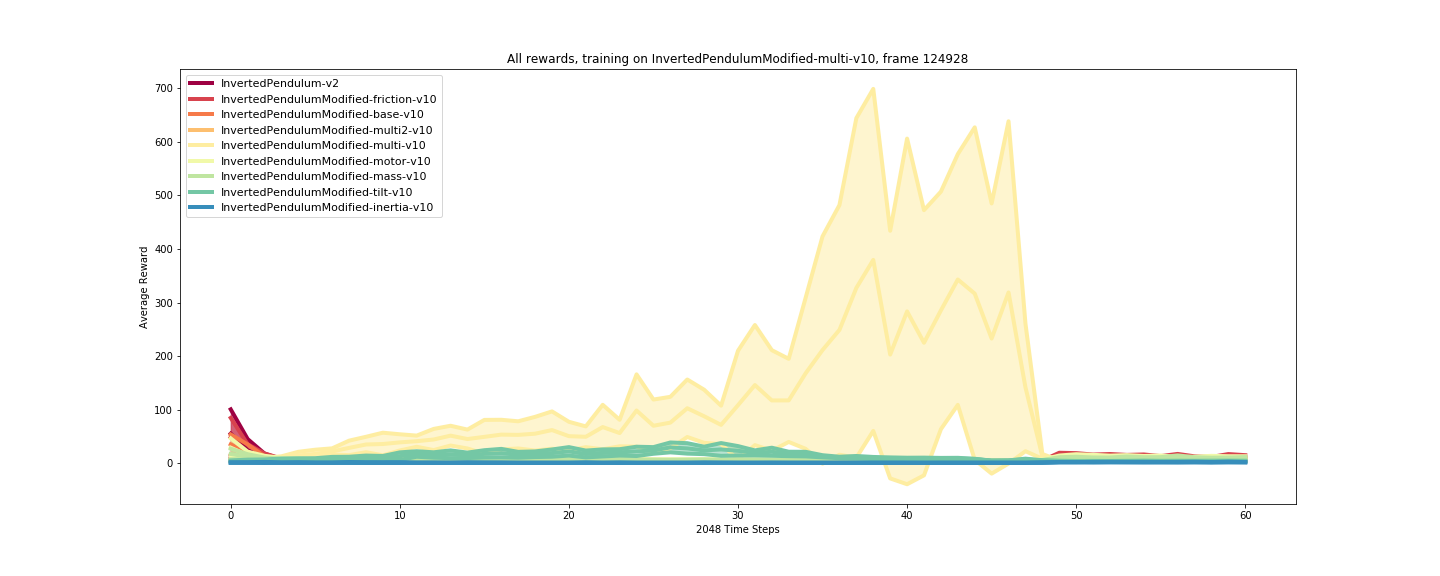 All rewards, training on InvertedPendulumModified-multi-v10, frame 124928
InvertedPendulum-v2
InvertedPendulumModified-friction-v10
InvertedPendulumModified-base-v10
InvertedPendulumModified-multi2-v10
InvertedPendulumModified-multi-v10
InvertedPendulumModified-motor-v10
InvertedPendulumModified-mass-v10
InvertedPendulumModified-tilt-v10
InvertedPendulumModified-inertia-v10
Average Reward
700
600
500
400
300
200
100
0
0 10 20 30 40 50 60
2048 Time Steps